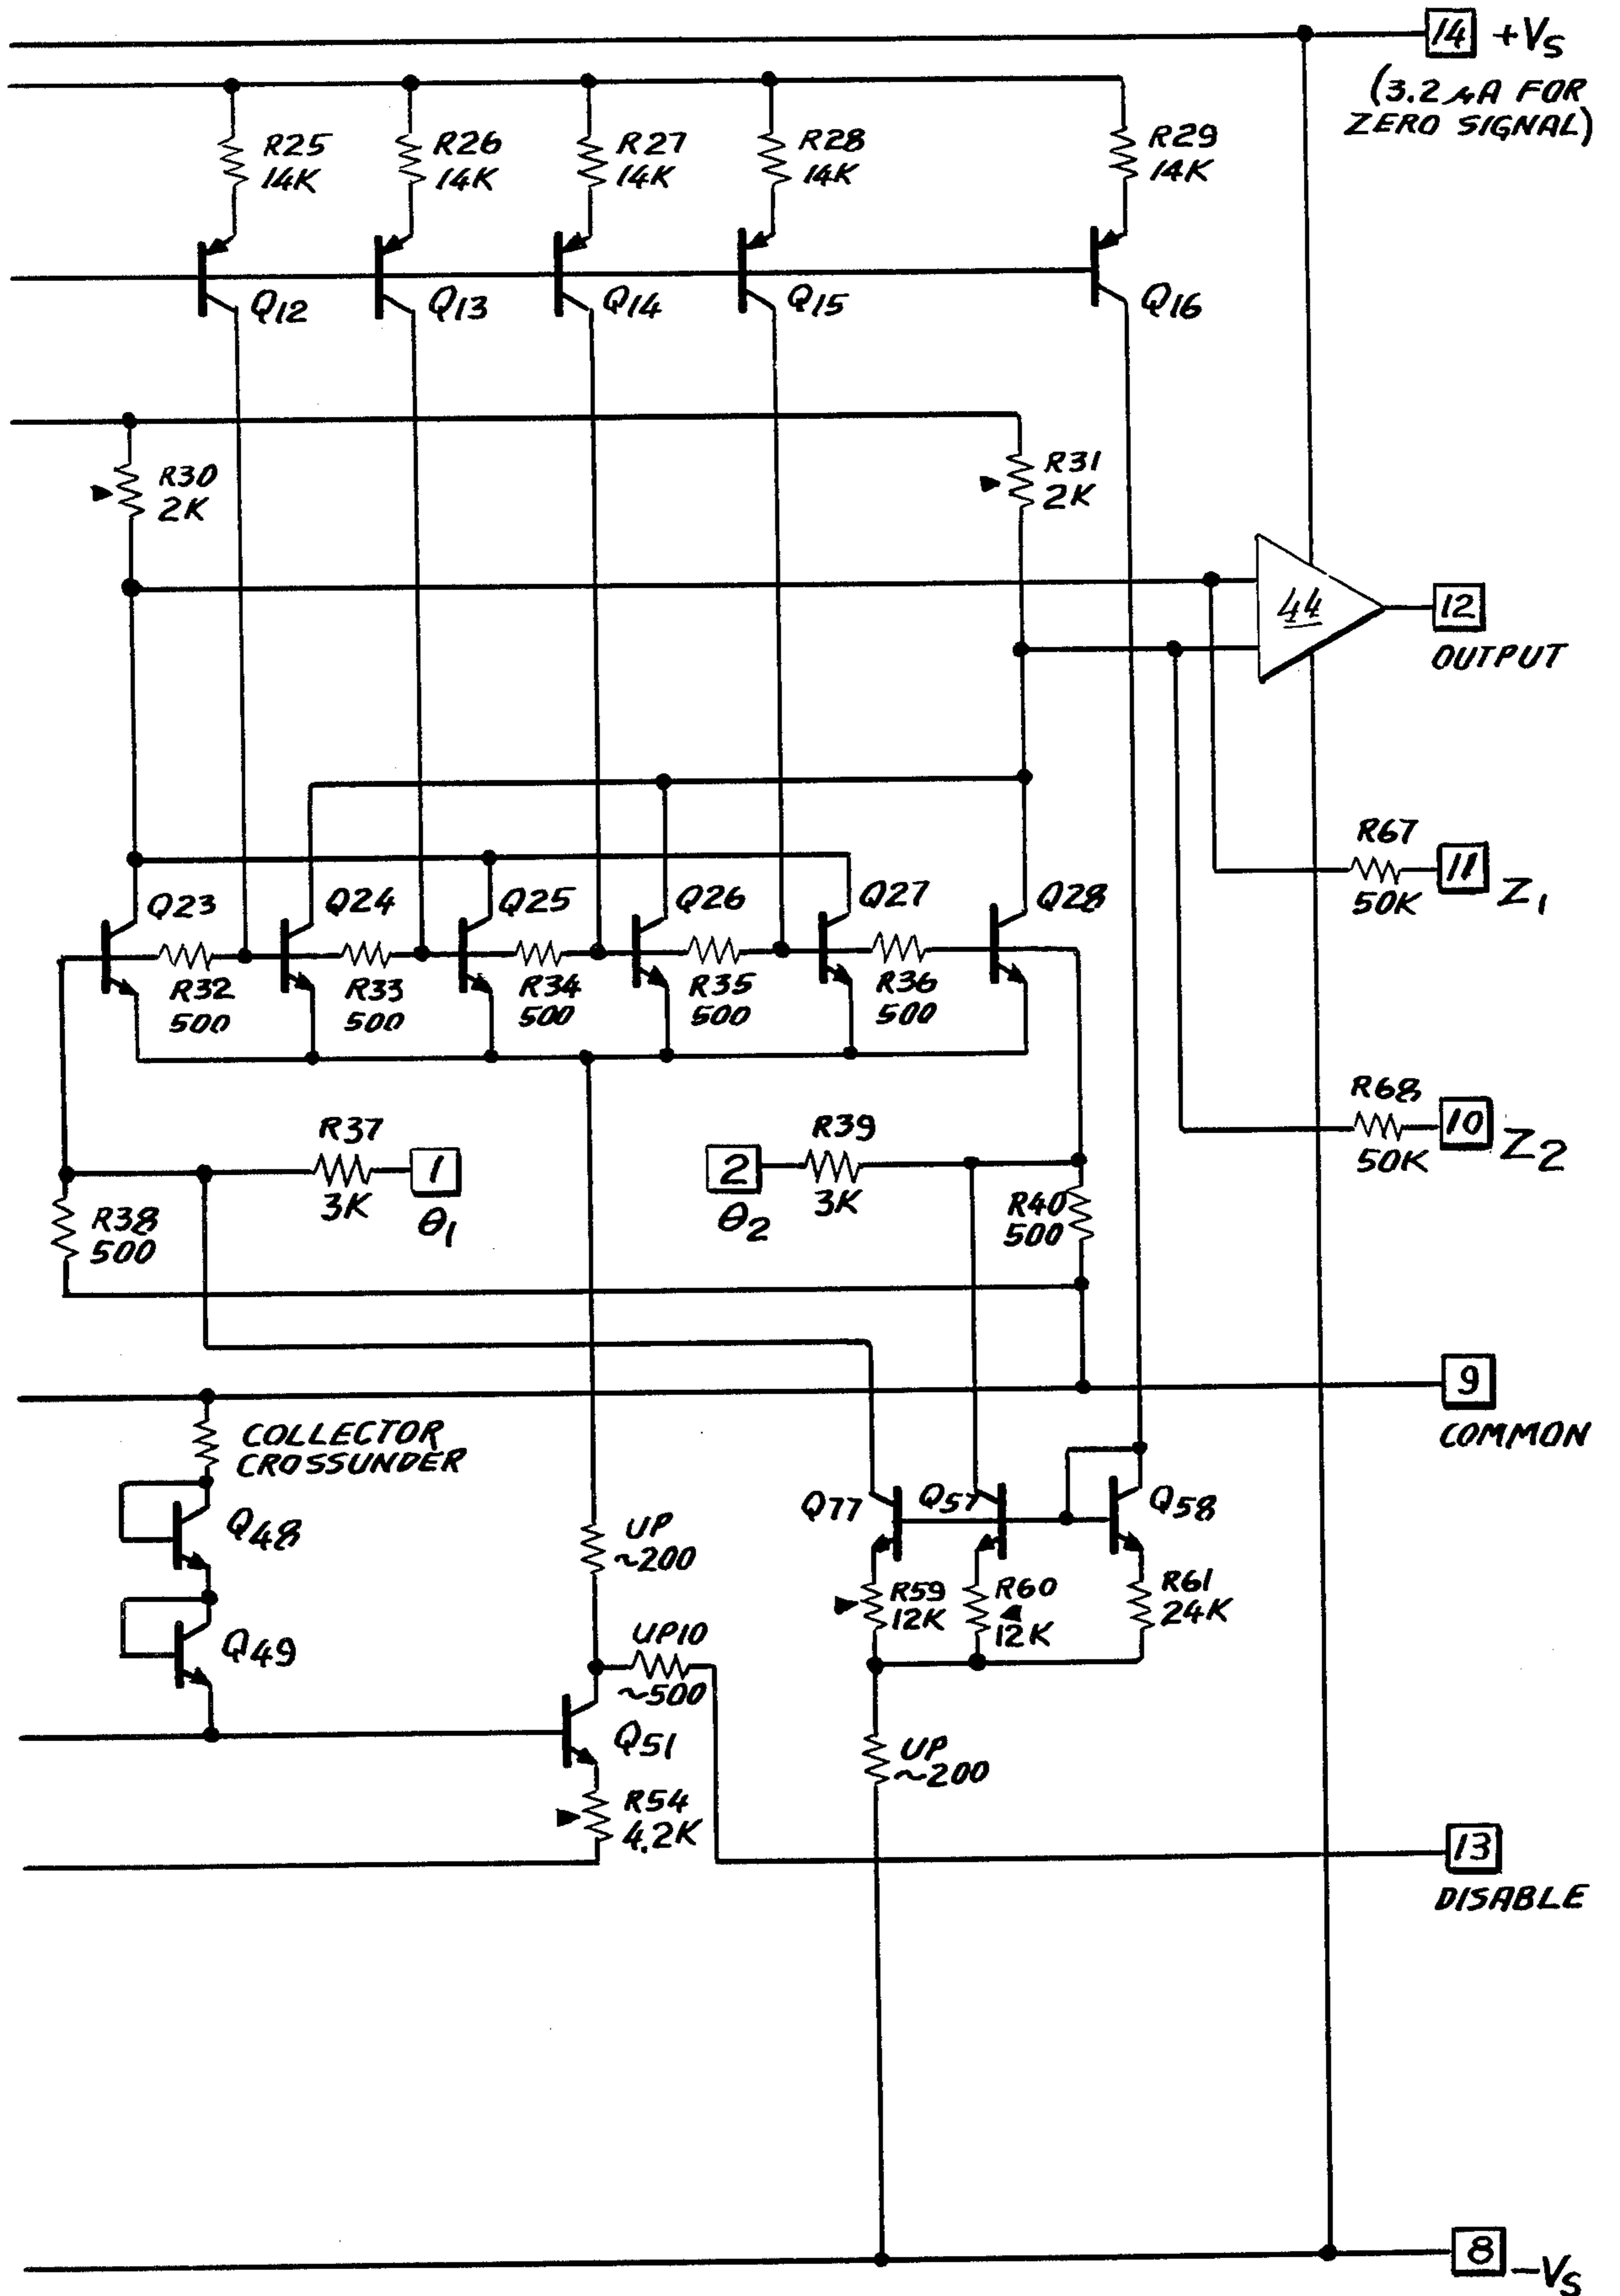 14 +VS
(3.2 µA FOR
ZERO SIGNAL)
R25
14K
R26
14K
R27
14K
R28
14K
R29
14K
Q12
Q13
Q14
Q15
Q16
R30
2K
R31
2K
44
12
OUTPUT
R67
50K
11 Z1
Q23
Q24
Q25
Q26
Q27
Q28
R32
500
R33
500
R34
500
R35
500
R36
500
R68
50K
10 Z2
R37
3K
1
θ1
2
θ2
R39
3K
R38
500
R40
500
9
COMMON
COLLECTOR
CROSSUNDER
Q48
Q49
UP
~200
UP10
~500
Q51
R54
4.2K
Q77
Q57
Q58
R59
12K
R60
12K
R61
24K
UP
~200
13
DISABLE
8 -VS